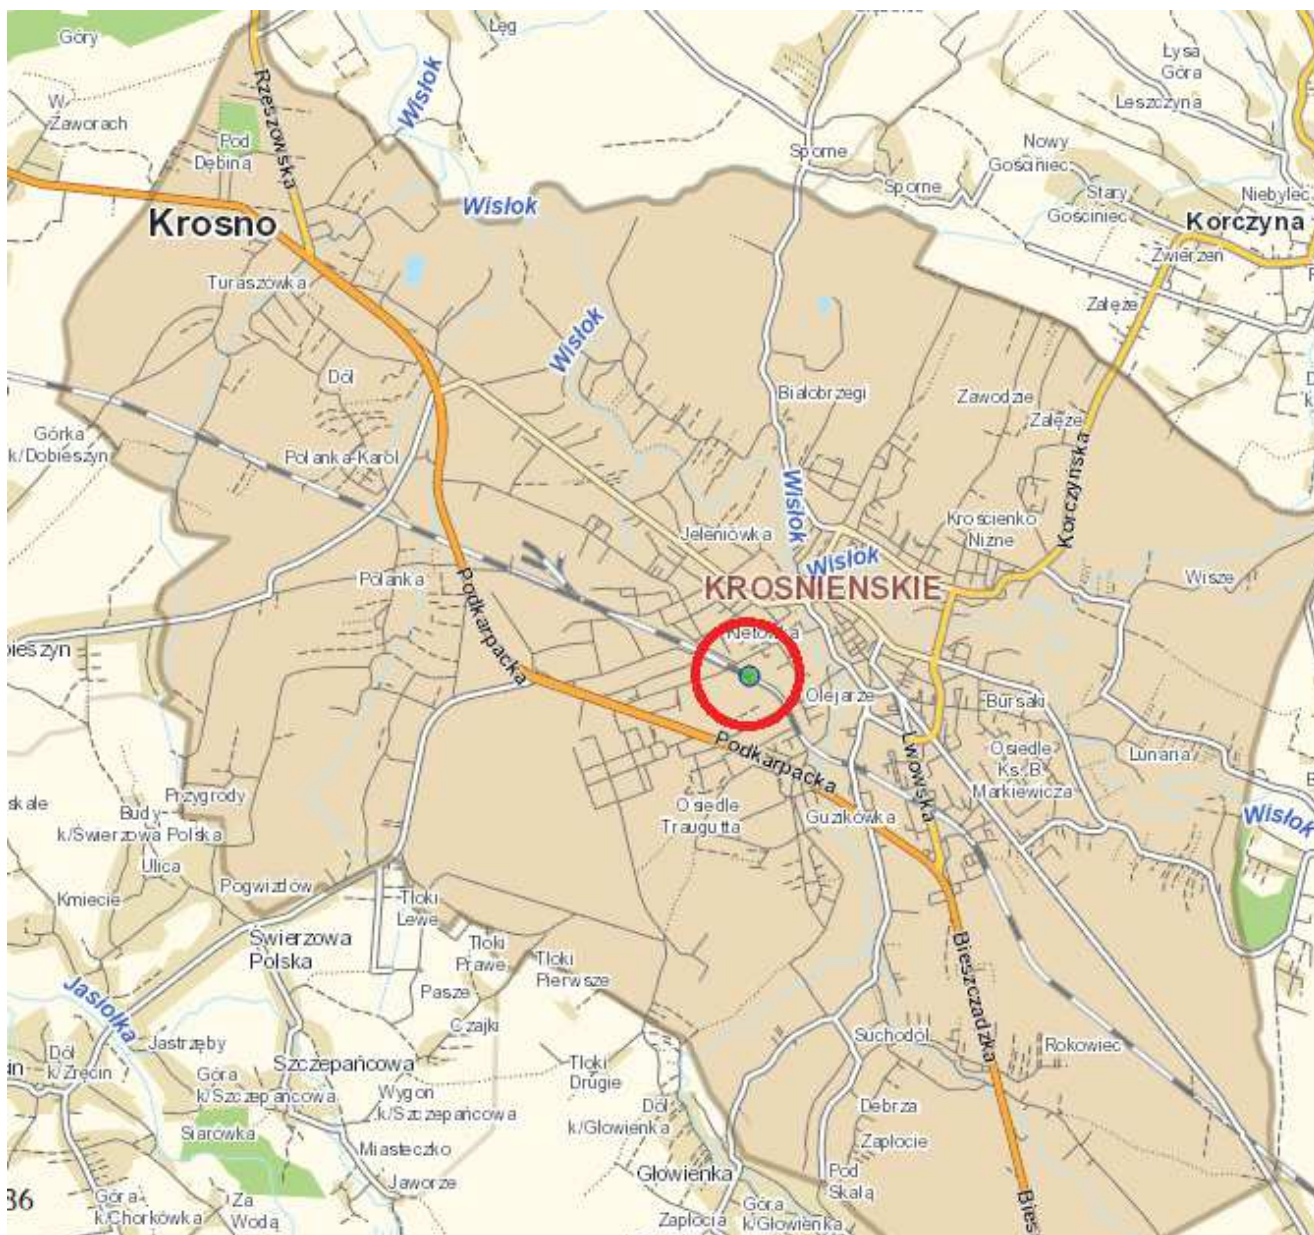 Góry
Łęg
Łysa
Góra
Rzeszowska
Wisłok
W
Zaworach
Leszczyna
Pod
Dębiną
Sporne
Nowy
Gościniec
Sporne
Stary
Gościniec
Niebylec
Wisłok
Krosno
Korczyna
Zwierzeń
Turaszówka
Załęże
Wisłok
Dół
Białobrzegi
Zawodzie
Załęże
Górka
k/Dobieszyn
Polanka-Karol
Korczyńska
Wisłok
Jeleniówka
Krościenko
Niżne
Wisłok
Polanka
Podkarpacka
KROSNIENSKIE
Wisze
ieszyn
Olejarze
Bursaki
Podkarpacka
Lwowska
Osiedle
Ks. B.
Markiewicza
Lunaria
skale
Przygrody
Budy
k/Świerzowa Polska
Osiedle
Traugutta
Guzikówka
Wisłok
Ulica
Kmiecie
Pogwizdów
Tłoki
Lewe
Świerzowa
Polska
Tłoki
Prawe
Tłoki
Pierwsze
Bieszczadzka
Jasiołka
Pasze
Czajki
Jastrzęby
Suchodół
Rokowiec
Dół
k/Zręcin
Szczepańcowa
Tłoki
Drugie
Góra
k/Szczepańcowa
Wygon
k/Szczepańcowa
Dół
k/Głowienka
Debrza
Siarówka
Miasteczko
Zapłocie
Jaworze
Głowienka
Pod
Skałą
36
Góra
k/Chorkówka
Za
Wodą
Zapłocia
Góra
k/Głowienka
Bies